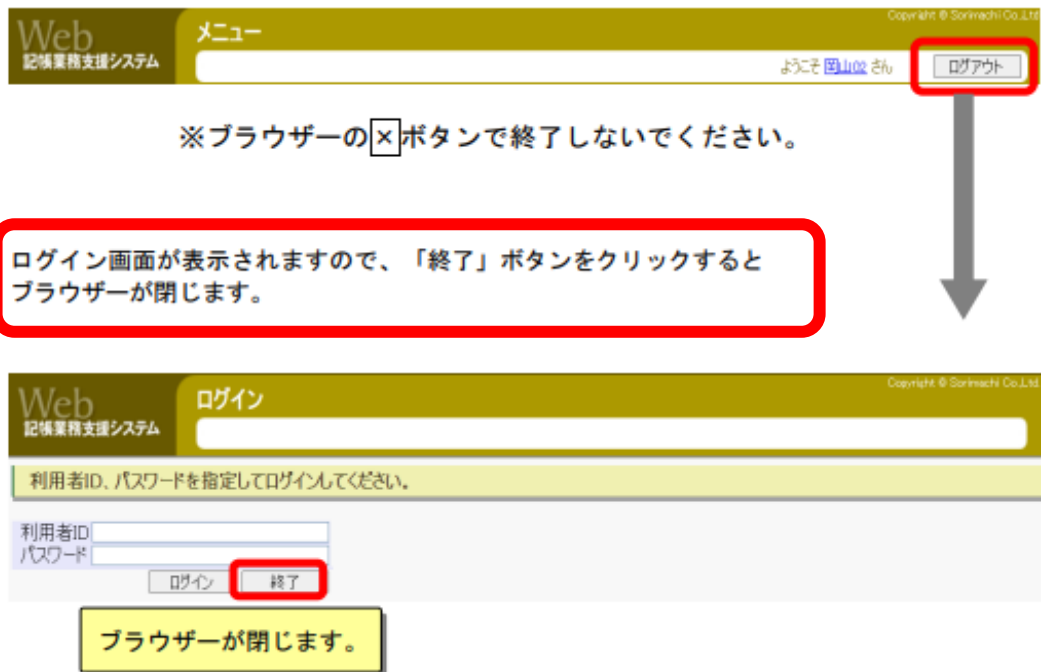 Copyright © Sorimachi Co.,Ltd
Web
記帳業務支援システム
メニュー
ようこそ 岡山02 さん
ログアウト
※ブラウザーの×ボタンで終了しないでください。
ログイン画面が表示されますので、「終了」ボタンをクリックすると
ブラウザーが閉じます。
Copyright © Sorimachi Co.,Ltd
Web
記帳業務支援システム
ログイン
利用者ID、パスワードを指定してログインしてください。
利用者ID
パスワード
ログイン 終了
ブラウザーが閉じます。